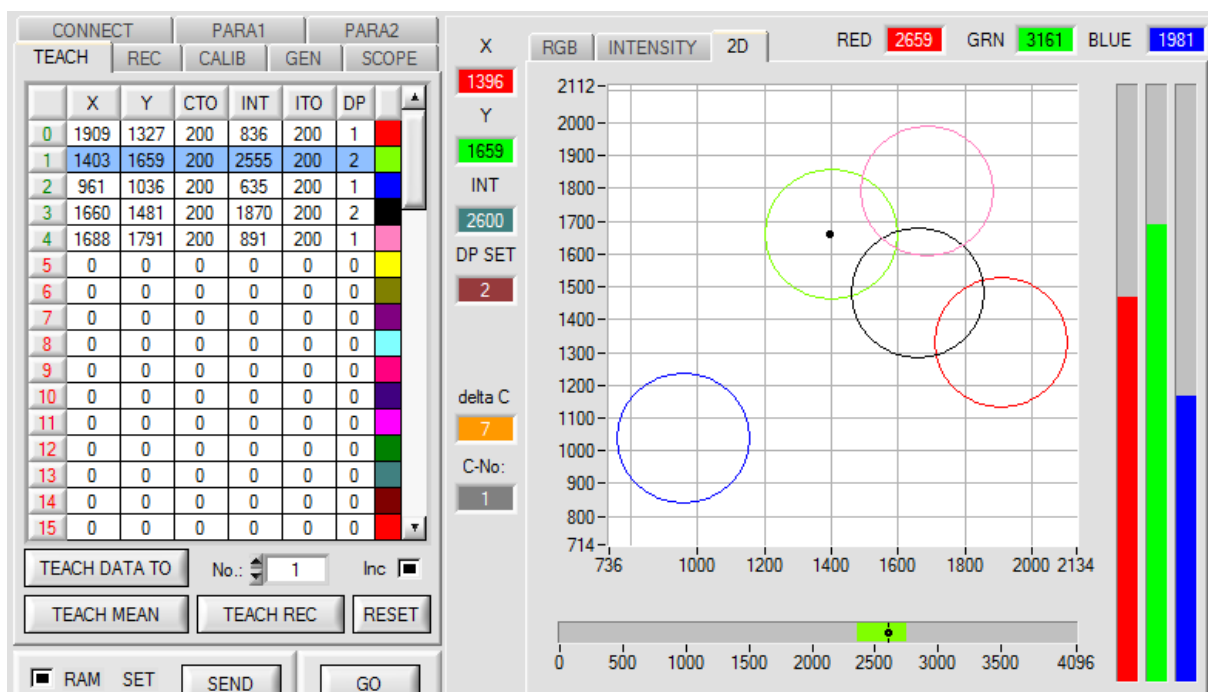 CONNECT PARA1 PARA2
TEACH REC CALIB GEN SCOPE
X Y CTO INT ITO DP
0 1909 1327 200 836 200 1
1 1403 1659 200 2555 200 2
2 961 1036 200 635 200 1
3 1660 1481 200 1870 200 2
4 1688 1791 200 891 200 1
5 0 0 0 0 0 0
6 0 0 0 0 0 0
7 0 0 0 0 0 0
8 0 0 0 0 0 0
9 0 0 0 0 0 0
10 0 0 0 0 0 0
11 0 0 0 0 0 0
12 0 0 0 0 0 0
13 0 0 0 0 0 0
14 0 0 0 0 0 0
15 0 0 0 0 0 0
TEACH DATA TO No.: 1 Inc
TEACH MEAN TEACH REC RESET
RAM SET SEND GO
X
1396
Y
1659
INT
2600
DP SET
2
delta C
7
C-No:
1
RGB INTENSITY 2D RED 2659 GRN 3161 BLUE 1981
2112
2000
1900
1800
1700
1600
1500
1400
1300
1200
1100
1000
900
800
714
736 1000 1200 1400 1600 1800 2000 2134
0 500 1000 1500 2000 2500 3000 3500 4096